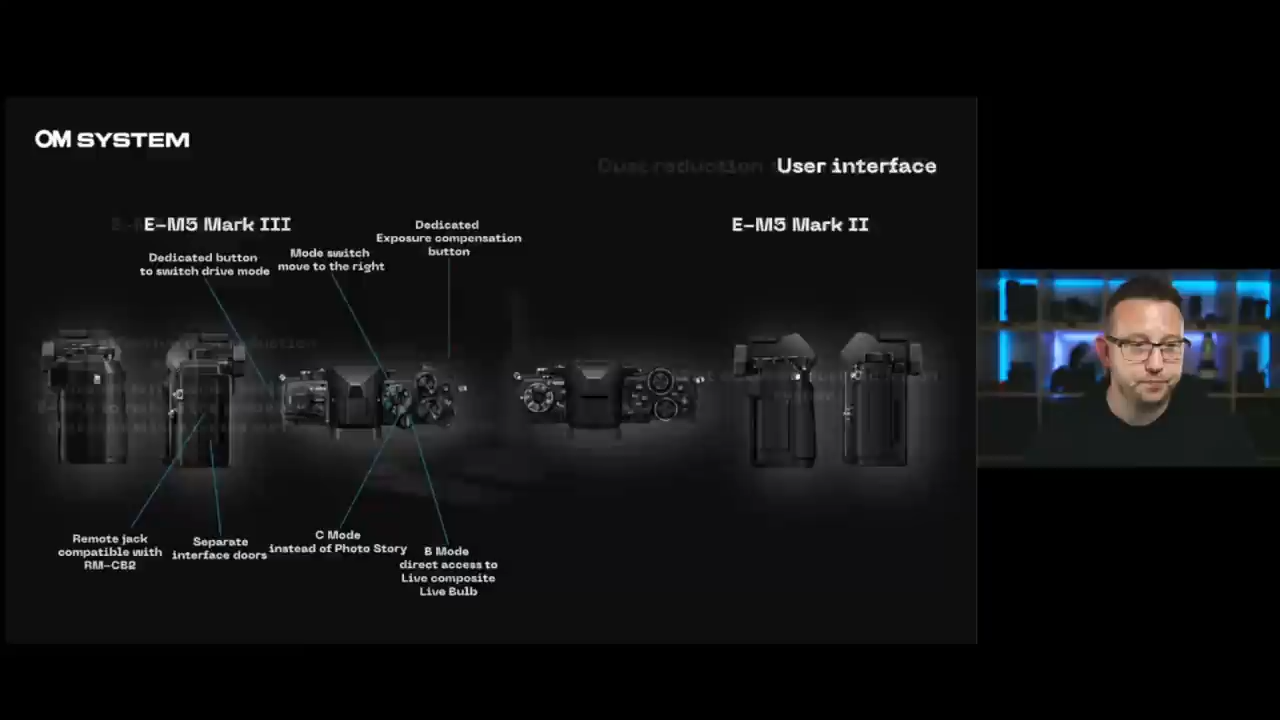 OM SYSTEM
Dust reduction
User interface
E-M5 Mark III
E-M5 Mark II
Dedicated
Exposure compensation
button
Dedicated button
to switch drive mode
Mode switch
move to the right
Remote jack
compatible with
RM-CB2
Separate
interface doors
C Mode
instead of Photo Story
B Mode
direct access to
Live composite
Live Bulb